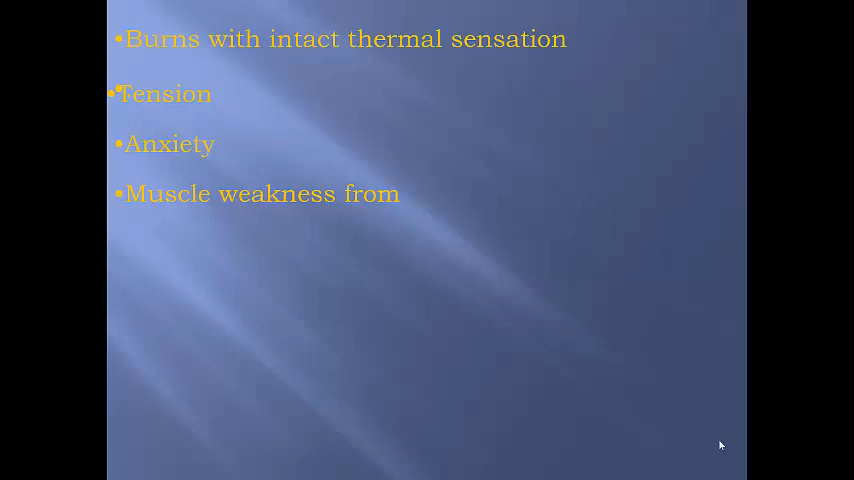 •Burns with intact thermal sensation
•Tension
•Anxiety
•Muscle weakness from